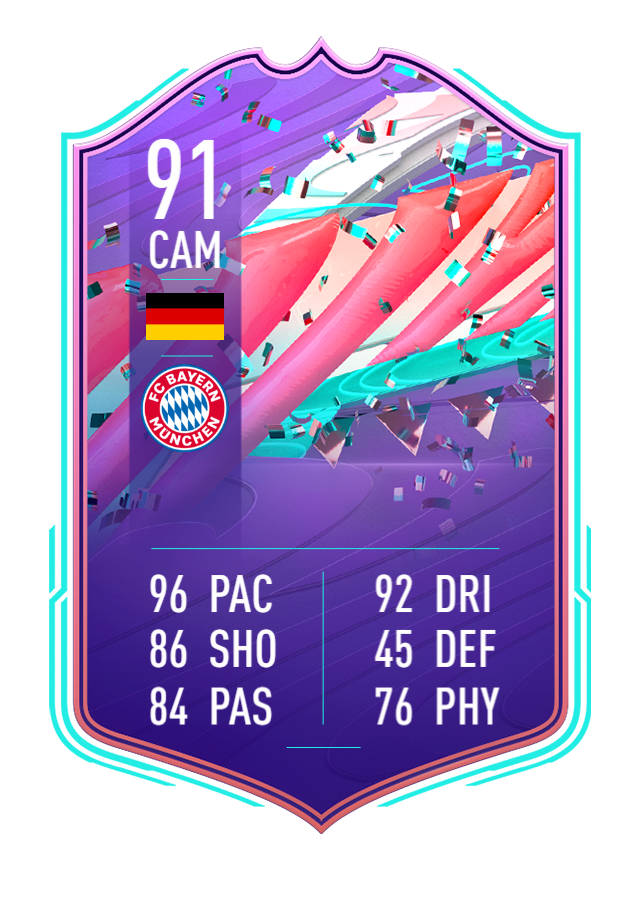 91
CAM
FC BAYERN
MÜNCHEN
96 PAC
86 SHO
84 PAS
92 DRI
45 DEF
76 PHY